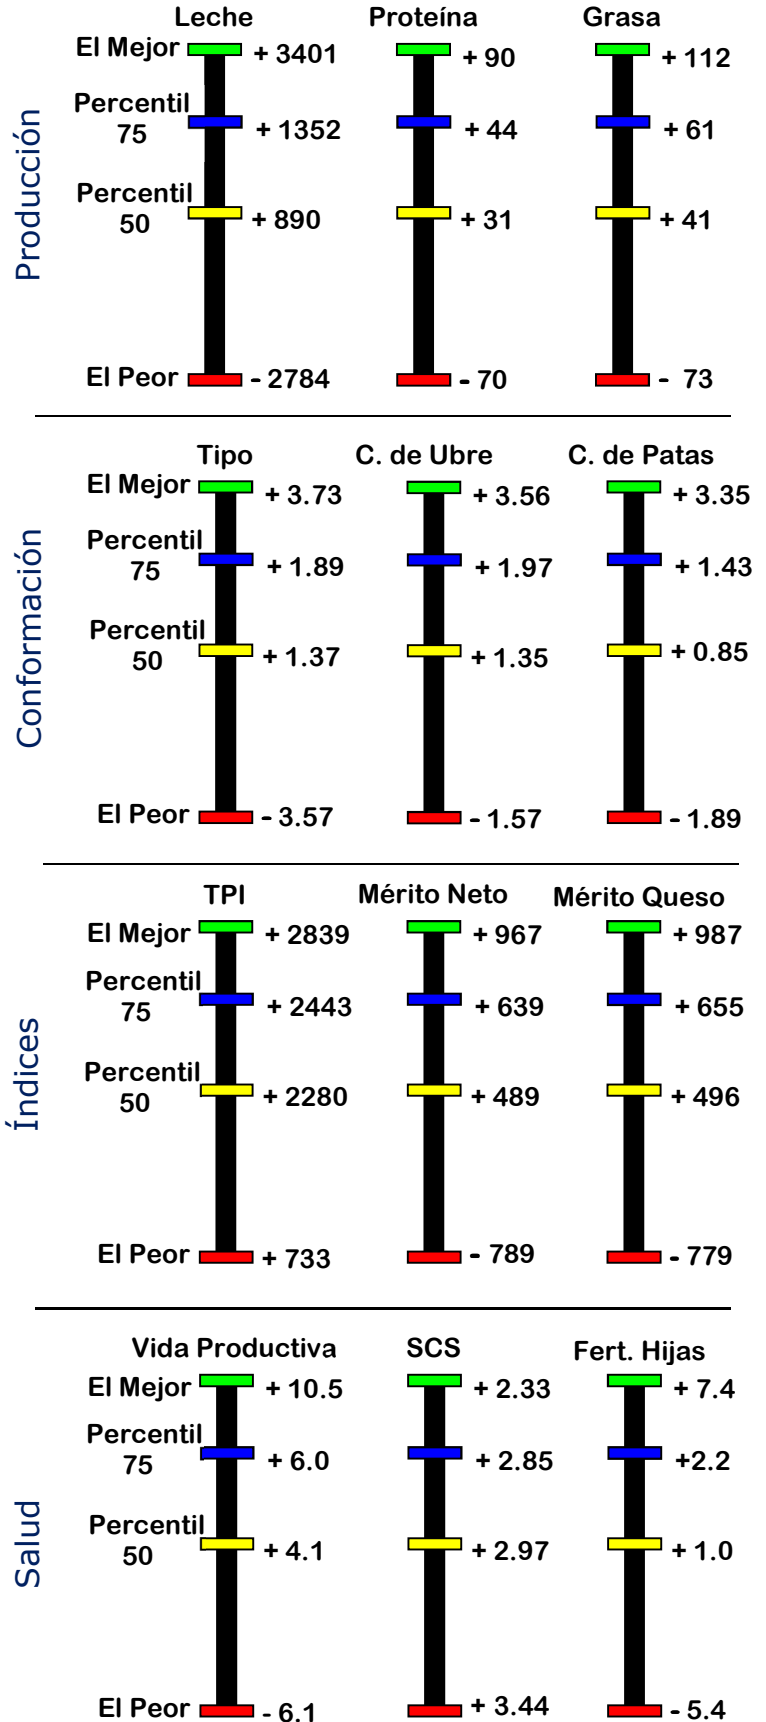 Producción
Leche Proteína Grasa
El Mejor + 3401 + 90 + 112
Percentil
75 + 1352 + 44 + 61
Percentil
50 + 890 + 31 + 41
El Peor - 2784 - 70 - 73
Conformación
Tipo C. de Ubre C. de Patas
El Mejor + 3.73 + 3.56 + 3.35
Percentil
75 + 1.89 + 1.97 + 1.43
Percentil
50 + 1.37 + 1.35 + 0.85
El Peor - 3.57 - 1.57 - 1.89
Índices
TPI Mérito Neto Mérito Queso
El Mejor + 2839 + 967 + 987
Percentil
75 + 2443 + 639 + 655
Percentil
50 + 2280 + 489 + 496
El Peor + 733 - 789 - 779
Salud
Vida Productiva SCS Fert. Hijas
El Mejor + 10.5 + 2.33 + 7.4
Percentil
75 + 6.0 + 2.85 +2.2
Percentil
50 + 4.1 + 2.97 + 1.0
El Peor - 6.1 + 3.44 - 5.4